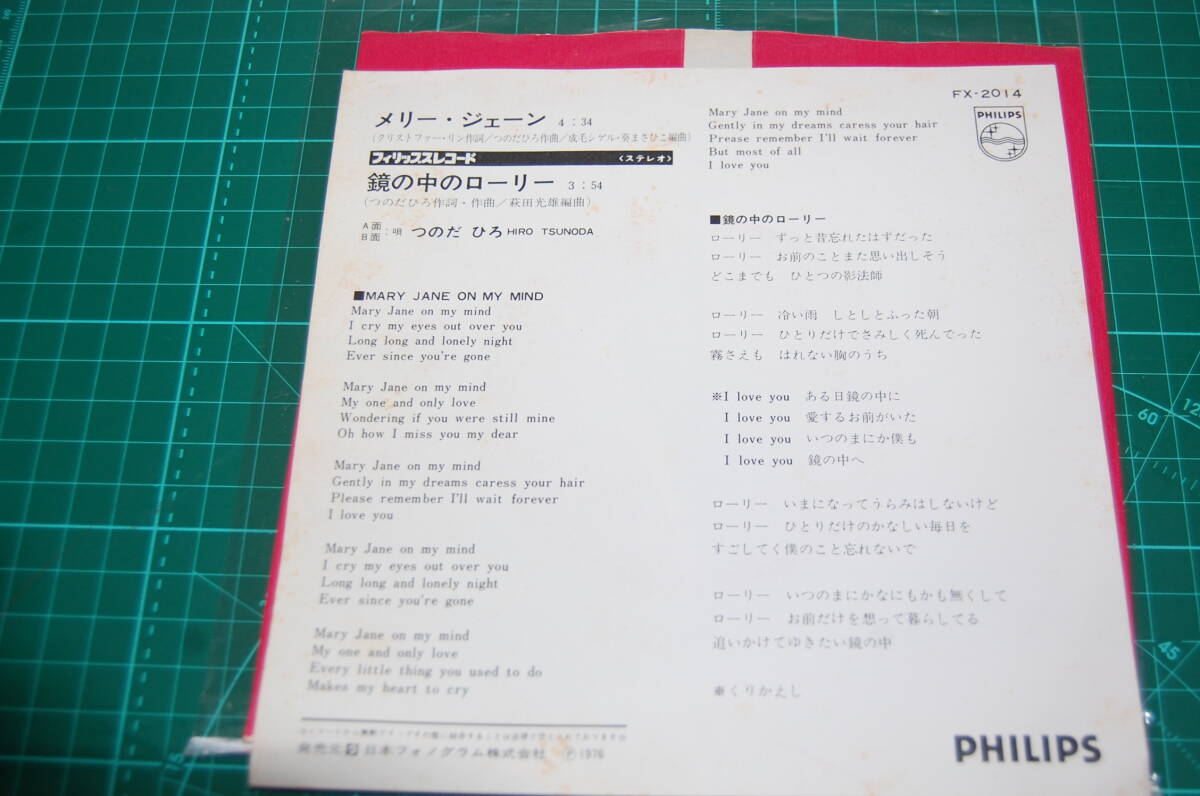 メリー・ジェーン 4:34
(クリストファー・リン作詞/つのだひろ作曲/成毛シゲル・葵まさひこ編曲)
フィリップスレコード 〈ステレオ〉
鏡の中のローリー 3:54
(つのだひろ作詞・作曲/萩田光雄編曲)
A面
B面 :唄 つのだ ひろ HIRO TSUNODA
■MARY JANE ON MY MIND
Mary Jane on my mind
I cry my eyes out over you
Long long and lonely night
Ever since you're gone
Mary Jane on my mind
My one and only love
Wondering if you were still mine
Oh how I miss you my dear
Mary Jane on my mind
Gently in my dreams caress your hair
Please remember I'll wait forever
I love you
Mary Jane on my mind
I cry my eyes out over you
Long long and lonely night
Ever since you're gone
Mary Jane on my mind
My one and only love
Every little thing you used to do
Makes my heart to cry
発売元 日本フォノグラム株式会社 Ⓟ1976
FX-2014
PHILIPS
Mary Jane on my mind
Gently in my dreams caress your hair
Prease remember I'll wait forever
But most of all
I love you
■鏡の中のローリー
ローリー ずっと昔忘れたはずだった
ローリー お前のことまた思い出しそう
どこまでも ひとつの影法師
ローリー 冷い雨 しとしとふった朝
ローリー ひとりだけでさみしく死んでった
霧さえも はれない胸のうち
※I love you ある日鏡の中に
I love you 愛するお前がいた
I love you いつのまにか僕も
I love you 鏡の中へ
ローリー いまになってうらみはしないけど
ローリー ひとりだけのかなしい毎日を
すごしてく僕のこと忘れないで
ローリー いつのまにかなにもかも無くして
ローリー お前だけを想って暮らしてる
追いかけてゆきたい鏡の中
※くりかえし
PHILIPS
60
12
45
15